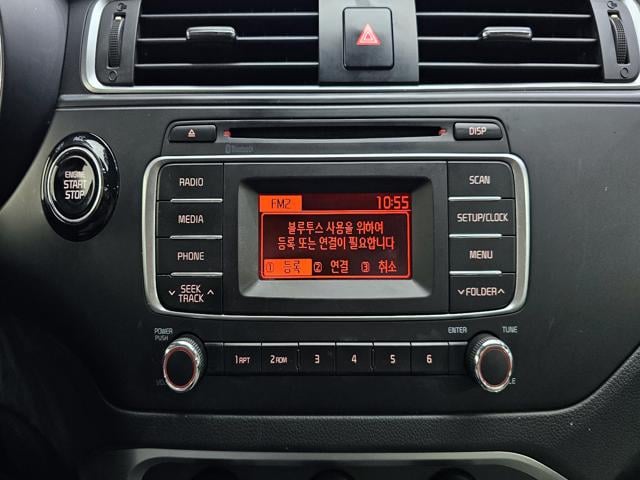 ACC
ENGINE
START
STOP
Bluetooth
DISP
RADIO
MEDIA
PHONE
SEEK
TRACK
FM2
10:55
블루투스 사용을 위하여
등록 또는 연결이 필요합니다
① 등록 ② 연결 ③ 취소
SCAN
SETUP/CLOCK
MENU
FOLDER
POWER
PUSH
1 RPT
2 RDM
3
4
5
6
ENTER
TUNE